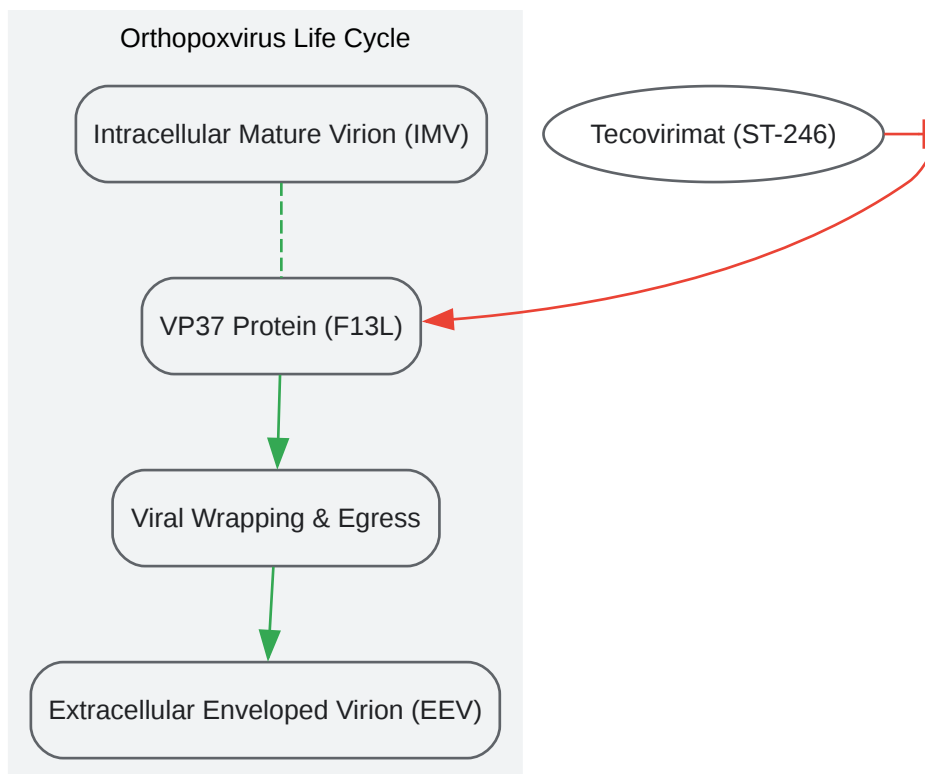 Orthopoxvirus Life Cycle
Intracellular Mature Virion (IMV)
Tecovirimat (ST-246)
VP37 Protein (F13L)
Viral Wrapping & Egress
Extracellular Enveloped Virion (EEV)